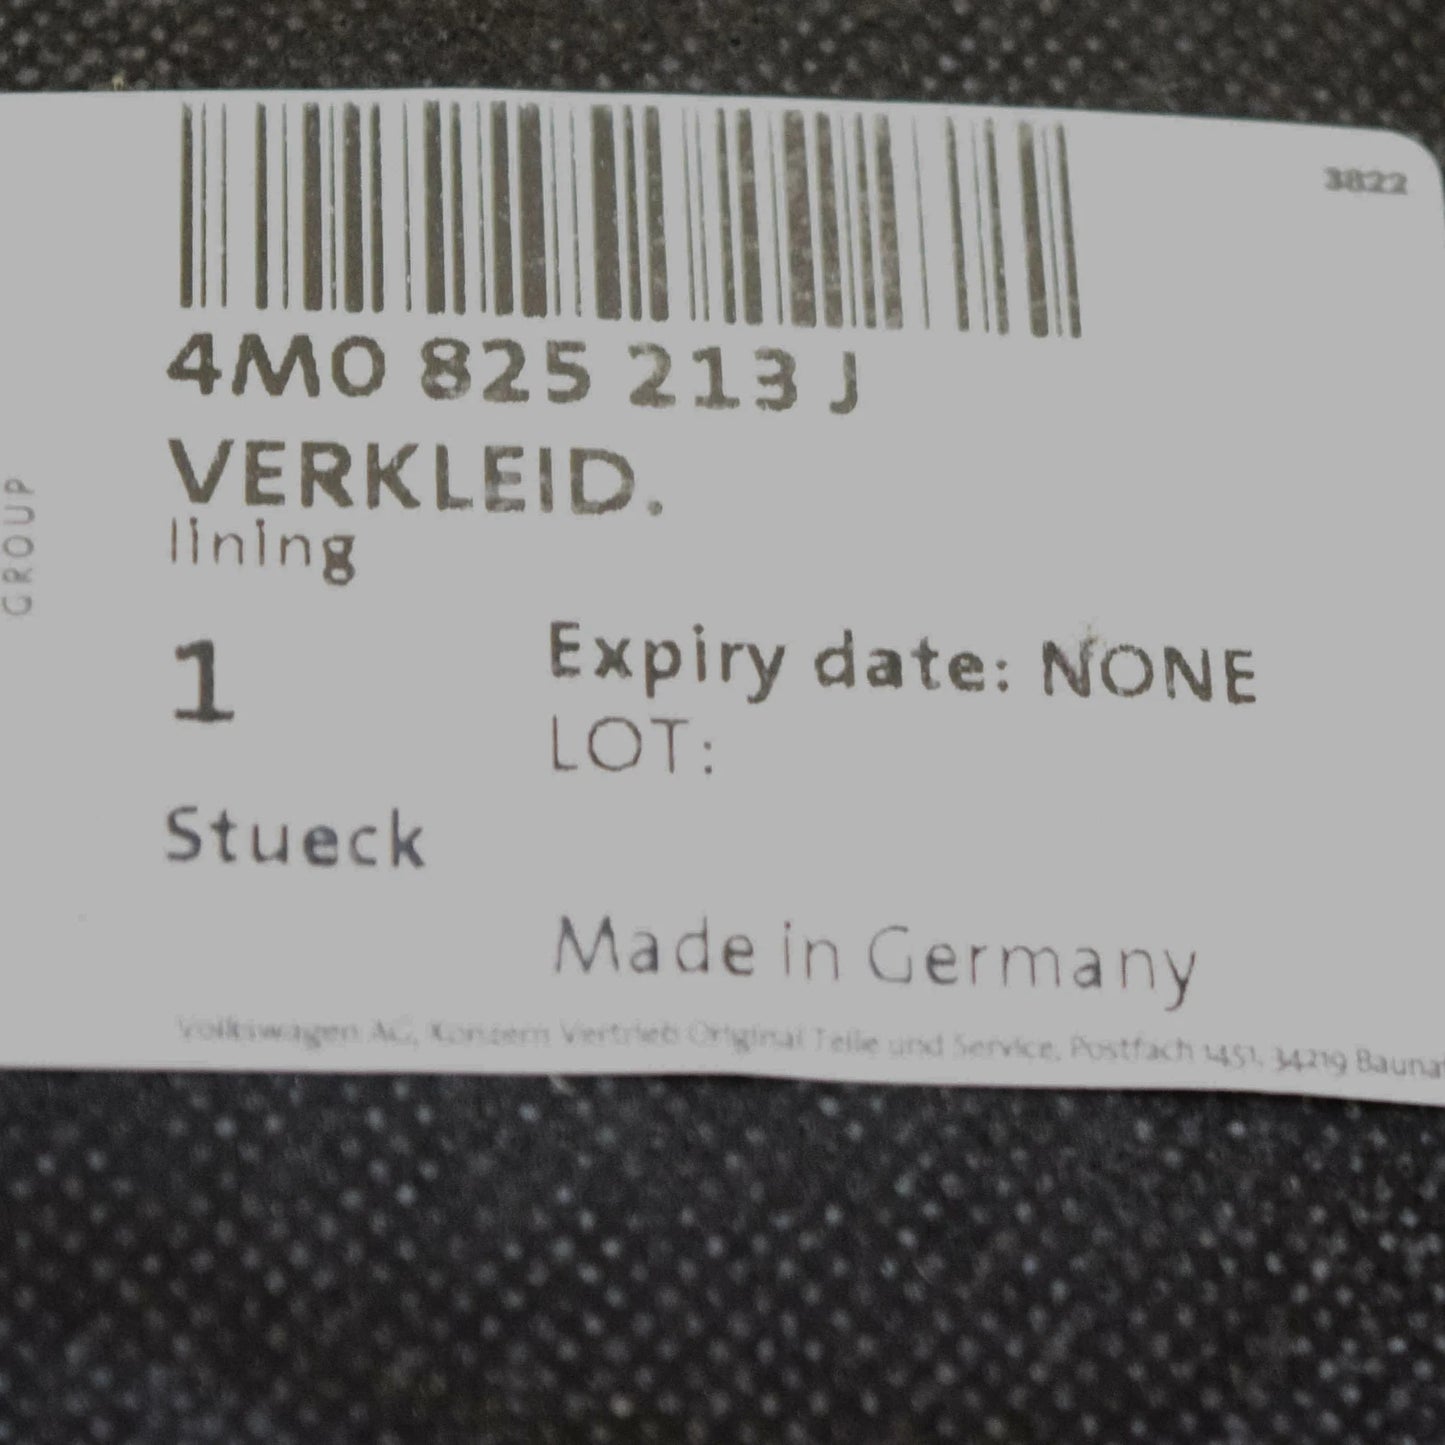 3822
4M0 825 213 J
VERKLEID.
lining
GROUP
1
Expiry date: NONE
LOT:
Stueck
Made in Germany
Volkswagen AG, Konzern Vertrieb Original Teile und Service, Postfach 1451, 34219